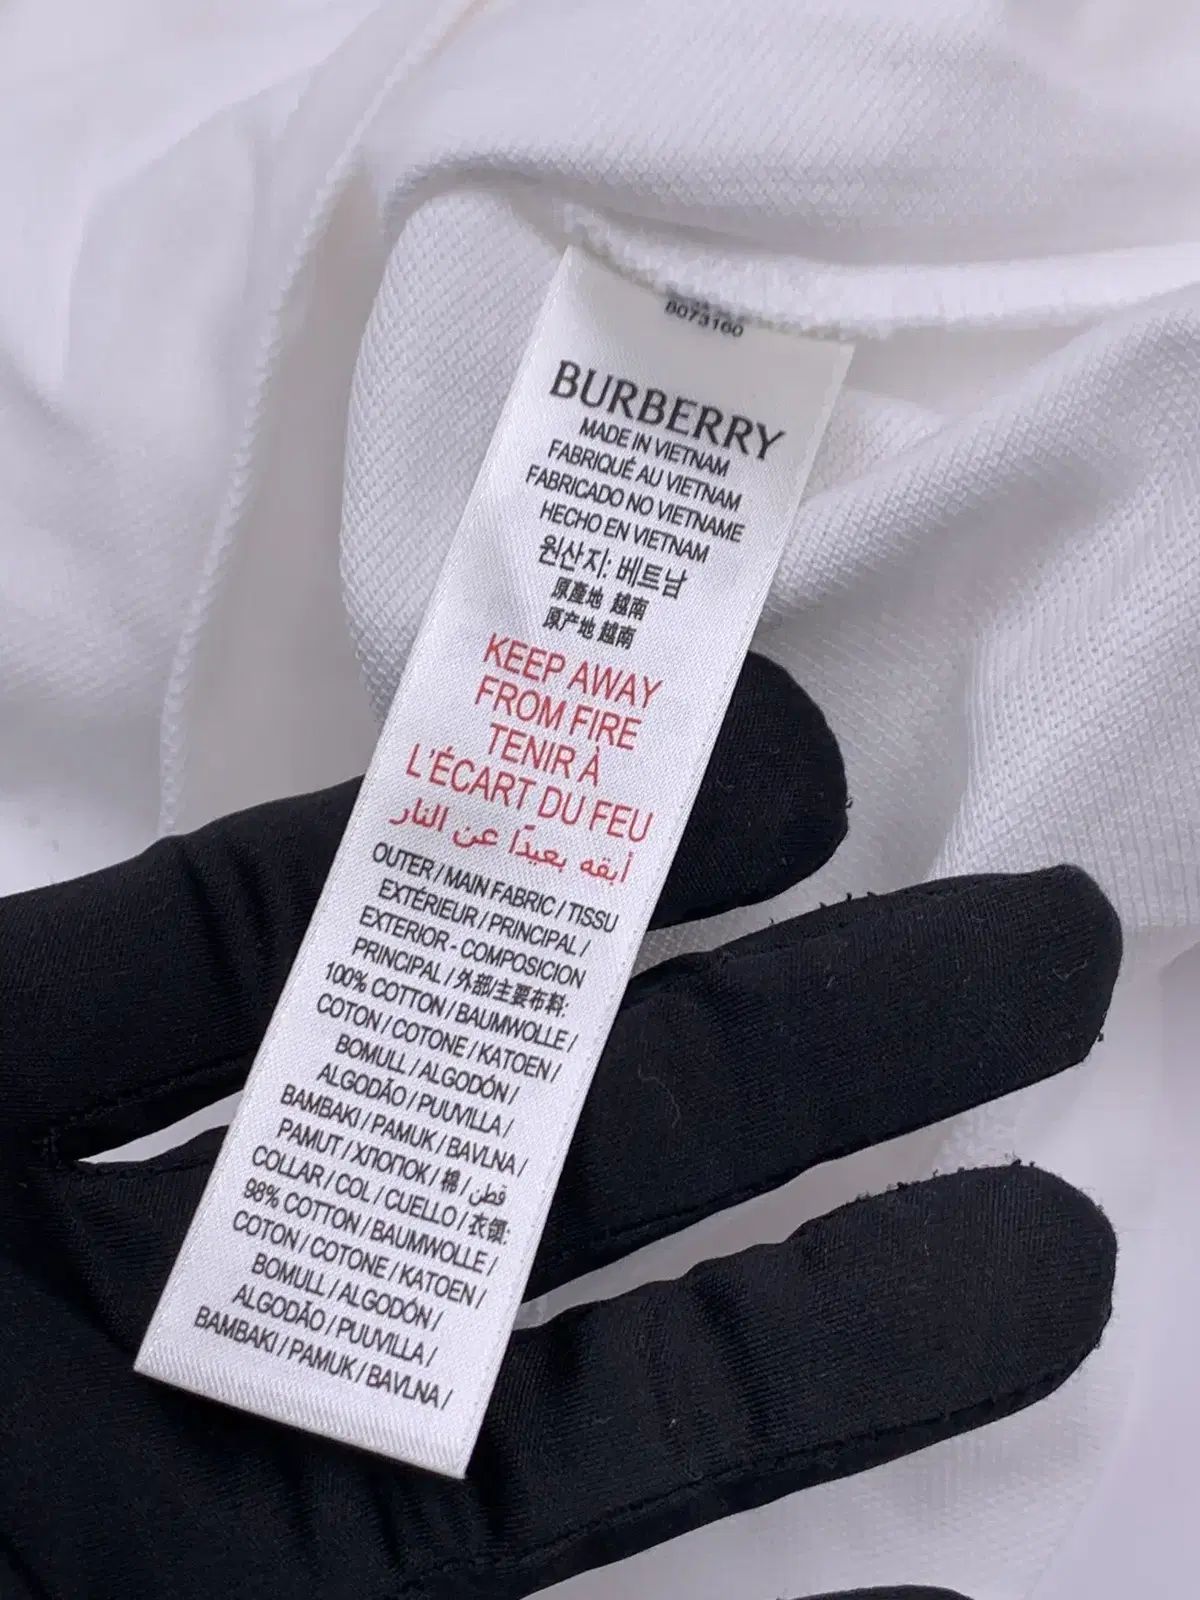 8073160
BURBERRY
MADE IN VIETNAM
FABRIQUÉ AU VIETNAM
FABRICADO NO VIETNAME
HECHO EN VIETNAM
원산지: 베트남
原產地 越南
原产地 越南
KEEP AWAY
FROM FIRE
TENIR À
L'ÉCART DU FEU
أبقه بعيدًا عن النار
OUTER / MAIN FABRIC / TISSU
EXTÉRIEUR / PRINCIPAL /
EXTERIOR - COMPOSICION
PRINCIPAL / 外部/主要布料:
100% COTTON / BAUMWOLLE /
COTON / COTONE / KATOEN /
BOMULL / ALGODÓN /
ALGODÃO / PUUVILLA /
BAMBAKI / PAMUK / BAVLNA /
PAMUT / ХЛОПОК / 棉 / قطن
COLLAR / COL / CUELLO / 衣領:
98% COTTON / BAUMWOLLE /
COTON / COTONE / KATOEN /
BOMULL / ALGODÓN /
ALGODÃO / PUUVILLA /
BAMBAKI / PAMUK / BAVLNA /